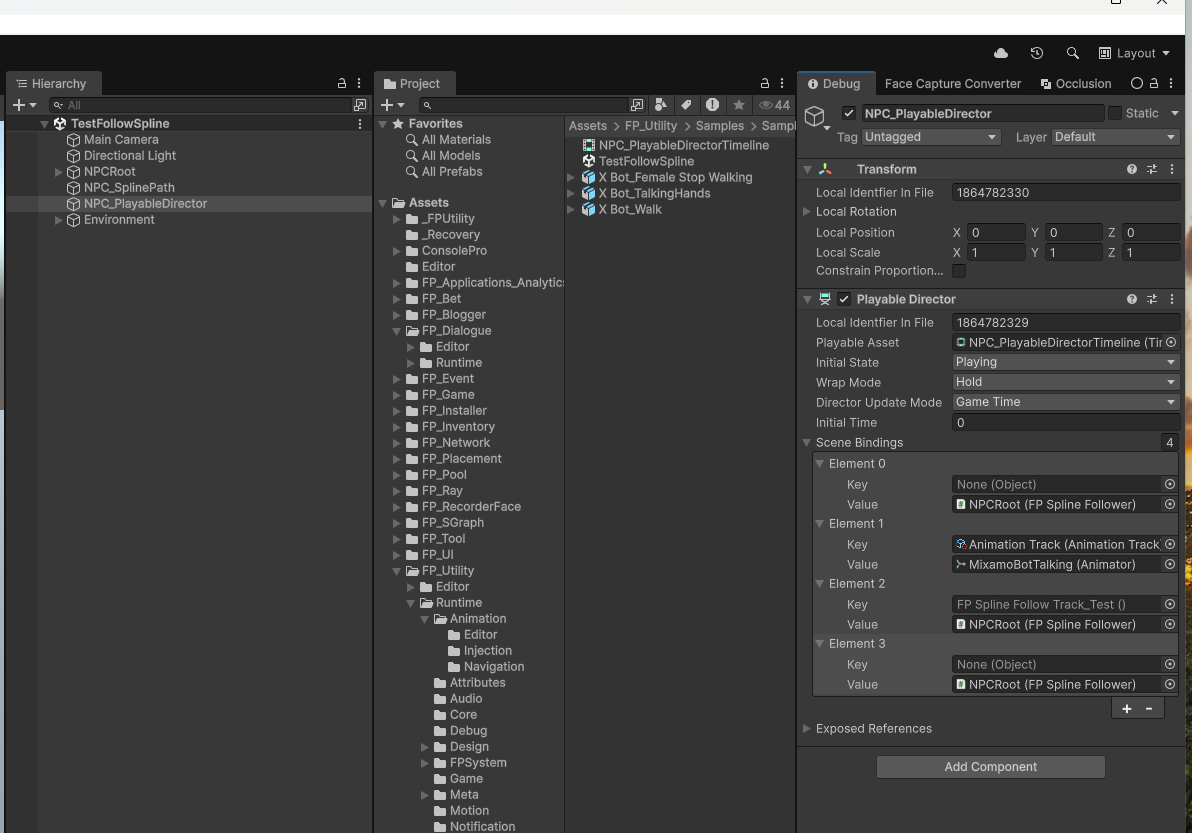 Layout
Hierarchy
All
TestFollowSpline
Main Camera
Directional Light
NPCRoot
NPC_SplinePath
NPC_PlayableDirector
Environment
Project
44
Favorites
All Materials
All Models
All Prefabs
Assets
_FPUtility
_Recovery
ConsolePro
Editor
FP_Applications_Analytics
FP_Bet
FP_Blogger
FP_Dialogue
Editor
Runtime
FP_Event
FP_Game
FP_Installer
FP_Inventory
FP_Network
FP_Placement
FP_Pool
FP_Ray
FP_RecorderFace
FP_SGraph
FP_Tool
FP_UI
FP_Utility
Editor
Runtime
Animation
Editor
Injection
Navigation
Attributes
Audio
Core
Debug
Design
FPSystem
Game
Meta
Motion
Notification
Assets > FP_Utility > Samples > Sampl
NPC_PlayableDirectorTimeline
TestFollowSpline
X Bot_Female Stop Walking
X Bot_TalkingHands
X Bot_Walk
Debug Face Capture Converter Occlusion
NPC_PlayableDirector Static
Tag Untagged Layer Default
Transform
Local Identfier In File 1864782330
Local Rotation
Local Position X 0 Y 0 Z 0
Local Scale X 1 Y 1 Z 1
Constrain Proportion...
Playable Director
Local Identfier In File 1864782329
Playable Asset NPC_PlayableDirectorTimeline (Tir
Initial State Playing
Wrap Mode Hold
Director Update Mode Game Time
Initial Time 0
Scene Bindings 4
Element 0
Key None (Object)
Value NPCRoot (FP Spline Follower)
Element 1
Key Animation Track (Animation Track
Value MixamoBotTalking (Animator)
Element 2
Key FP Spline Follow Track_Test ()
Value NPCRoot (FP Spline Follower)
Element 3
Key None (Object)
Value NPCRoot (FP Spline Follower)
+ -
Exposed References
Add Component